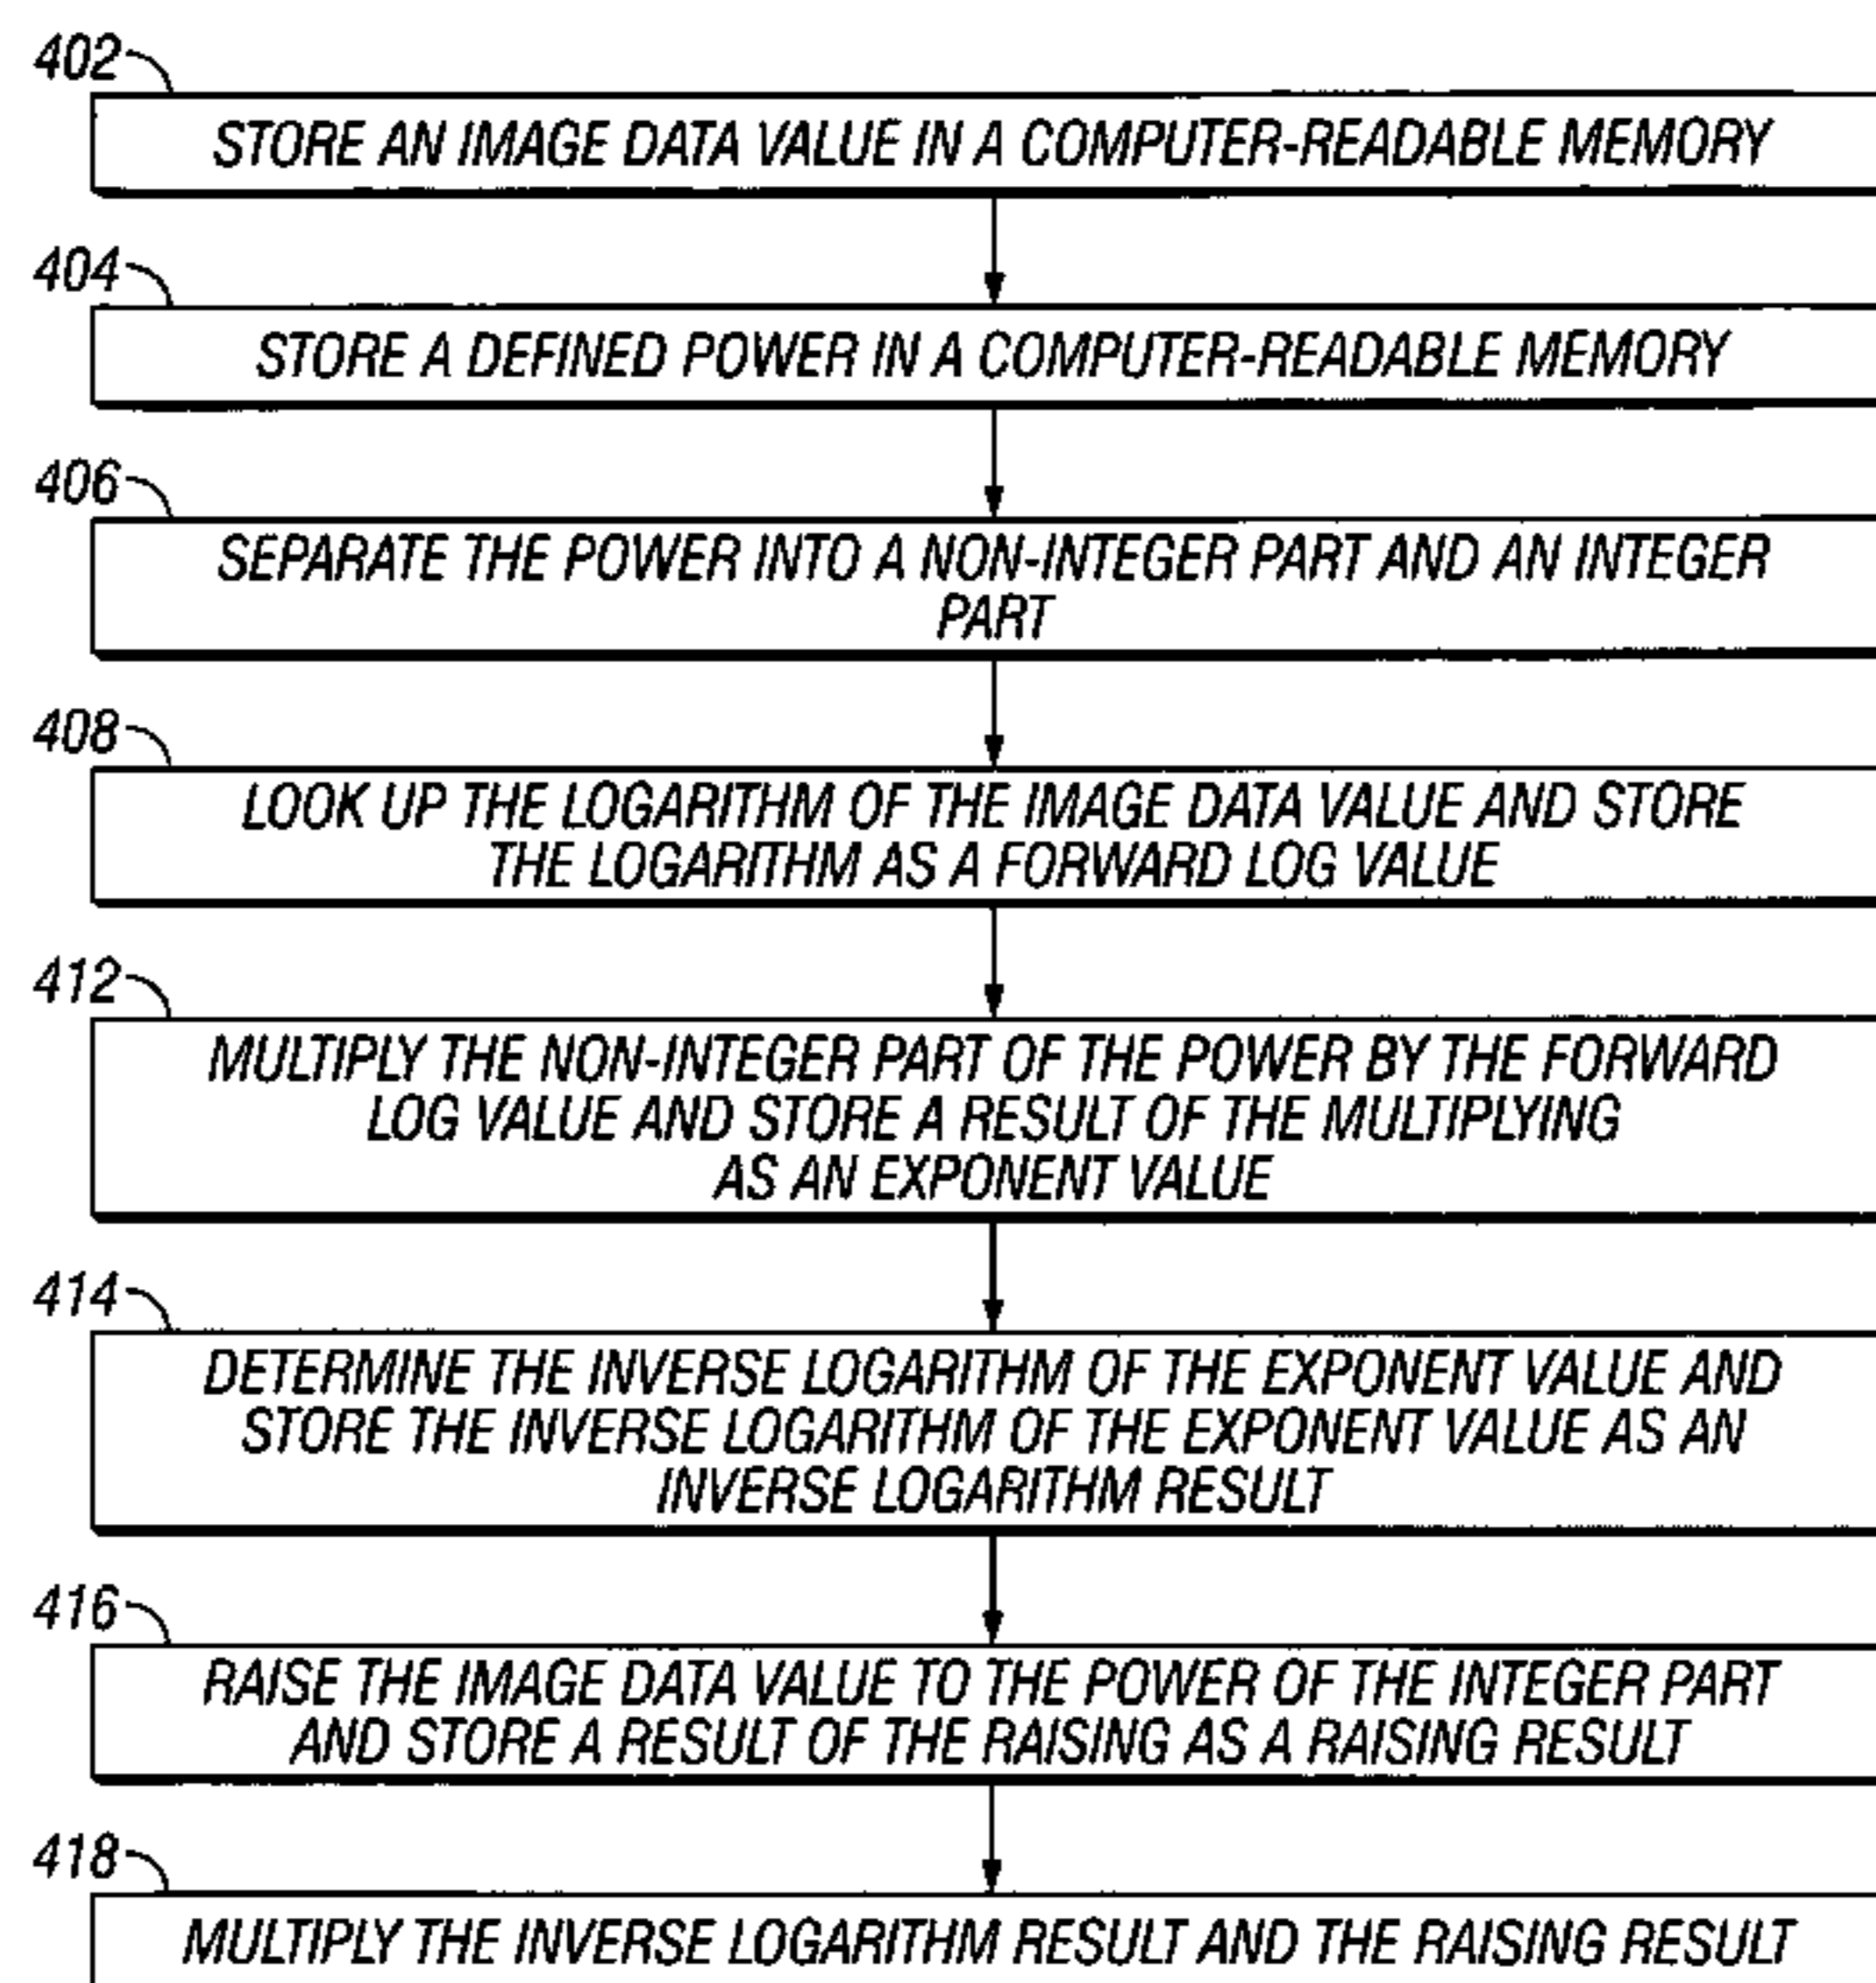 402
STORE AN IMAGE DATA VALUE IN A COMPUTER-READABLE MEMORY
404
STORE A DEFINED POWER IN A COMPUTER-READABLE MEMORY
406
SEPARATE THE POWER INTO A NON-INTEGER PART AND AN INTEGER
PART
408
LOOK UP THE LOGARITHM OF THE IMAGE DATA VALUE AND STORE
THE LOGARITHM AS A FORWARD LOG VALUE
412
MULTIPLY THE NON-INTEGER PART OF THE POWER BY THE FORWARD
LOG VALUE AND STORE A RESULT OF THE MULTIPLYING
AS AN EXPONENT VALUE
414
DETERMINE THE INVERSE LOGARITHM OF THE EXPONENT VALUE AND
STORE THE INVERSE LOGARITHM OF THE EXPONENT VALUE AS AN
INVERSE LOGARITHM RESULT
416
RAISE THE IMAGE DATA VALUE TO THE POWER OF THE INTEGER PART
AND STORE A RESULT OF THE RAISING AS A RAISING RESULT
418
MULTIPLY THE INVERSE LOGARITHM RESULT AND THE RAISING RESULT